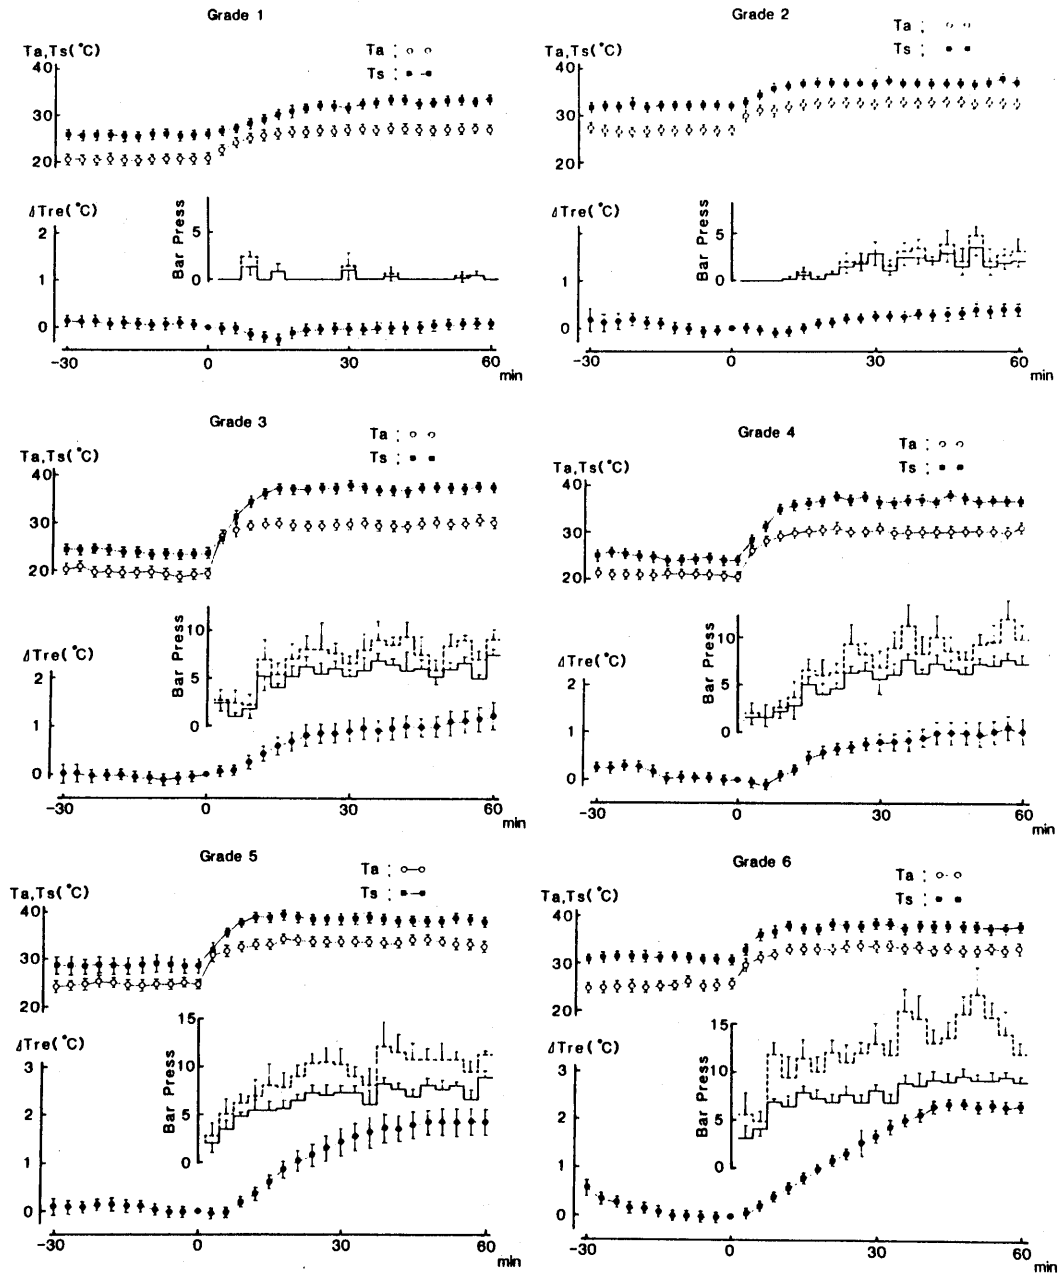 Grade 1
Ta,Ts(°C)
Ta :
Ts :
40
30
20
ΔTre(°C)
2
1
0
Bar Press
5
0
-30 0 30 60
min
Grade 2
Ta,Ts(°C)
Ta :
Ts :
40
30
20
ΔTre(°C)
1
0
Bar Press
5
0
-30 0 30 60
min
Grade 3
Ta,Ts(°C)
Ta :
Ts :
40
30
20
ΔTre(°C)
2
1
0
Bar Press
10
5
0
-30 0 30 60
min
Grade 4
Ta,Ts(°C)
Ta :
Ts :
40
30
20
ΔTre(°C)
2
1
0
Bar Press
10
5
0
-30 0 30 60
min
Grade 5
Ta,Ts(°C)
Ta :
Ts :
40
30
20
ΔTre(°C)
3
2
1
0
Bar Press
15
10
5
0
-30 0 30 60
min
Grade 6
Ta,Ts(°C)
Ta :
Ts :
40
30
20
ΔTre(°C)
3
2
1
0
Bar Press
15
10
5
0
-30 0 30 60
min